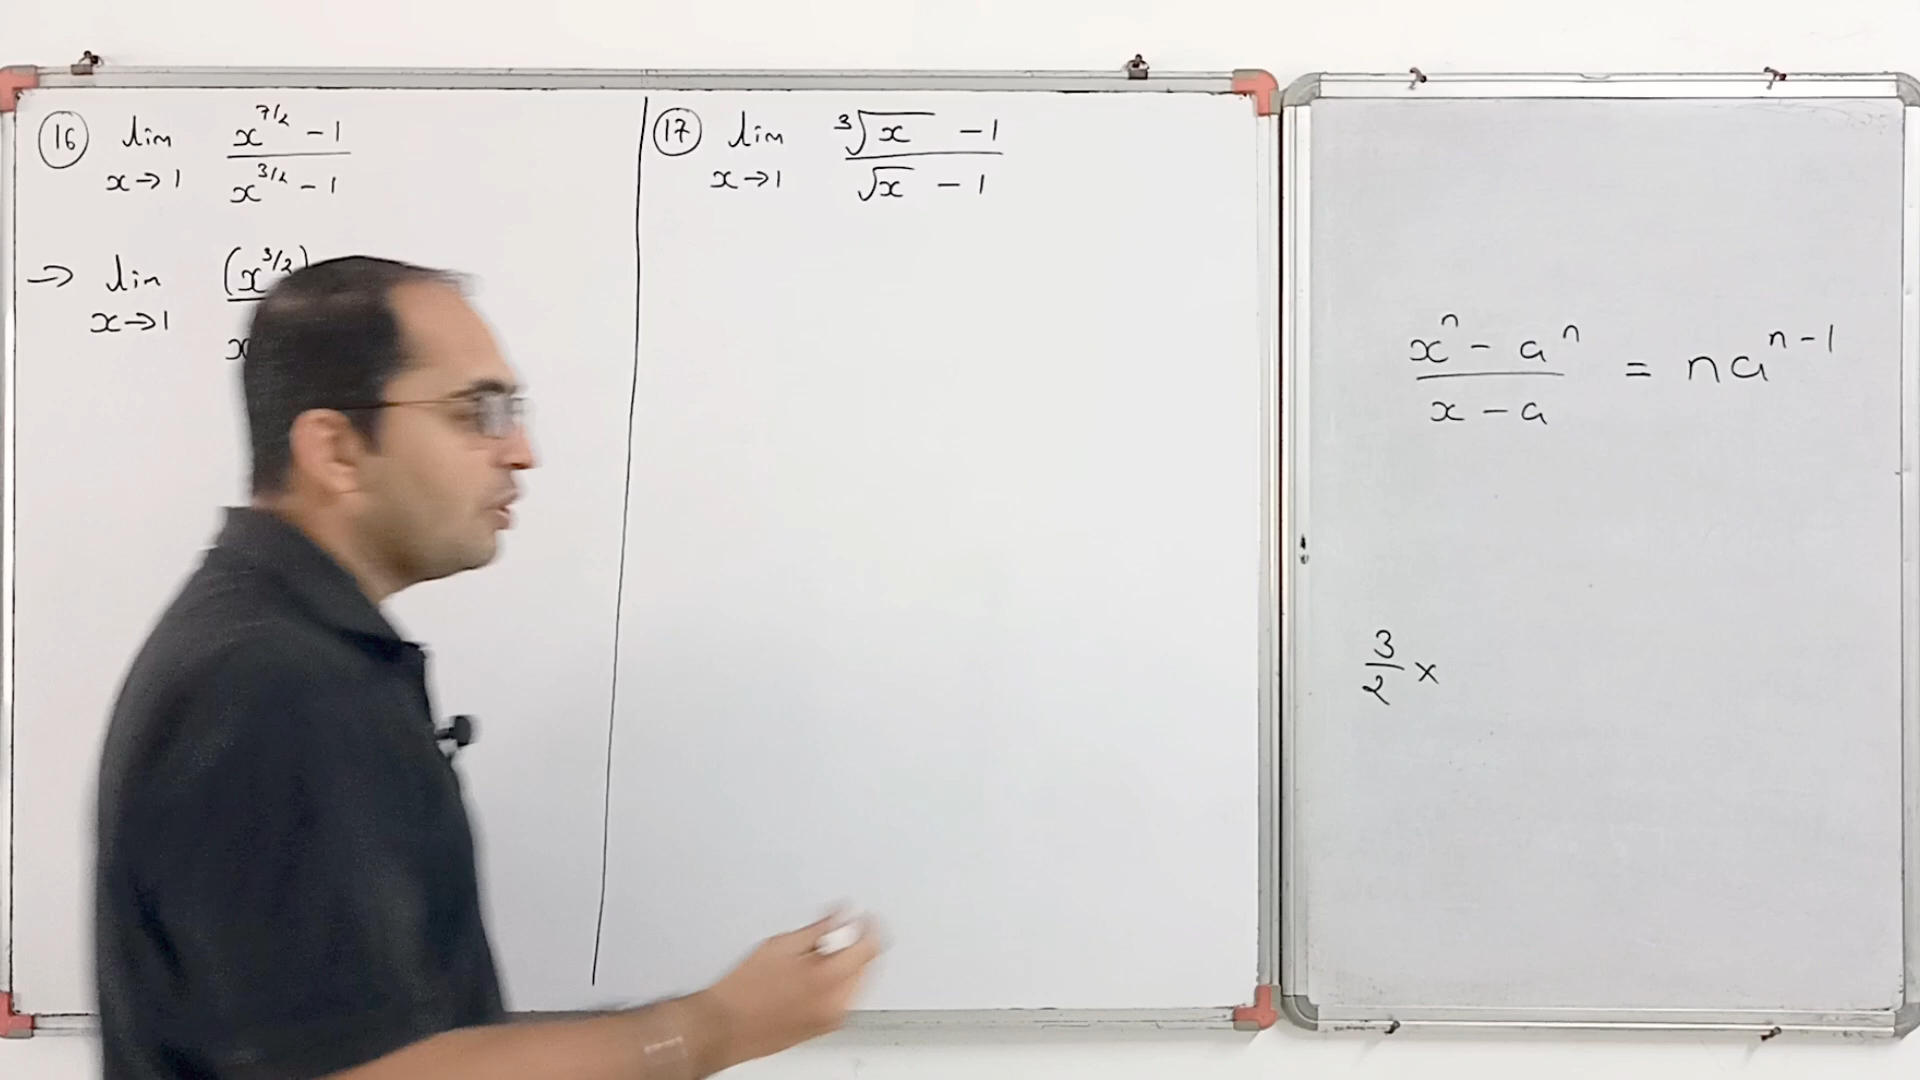 ⑯ lim x→1 (x^{7/2} - 1)/(x^{3/2} - 1)
→ lim x→1 (x^{3/2})
x
⑰ lim x→1 (∛x - 1)/(√x - 1)
(x^n - a^n)/(x - a) = na^{n-1}
3/2 ×